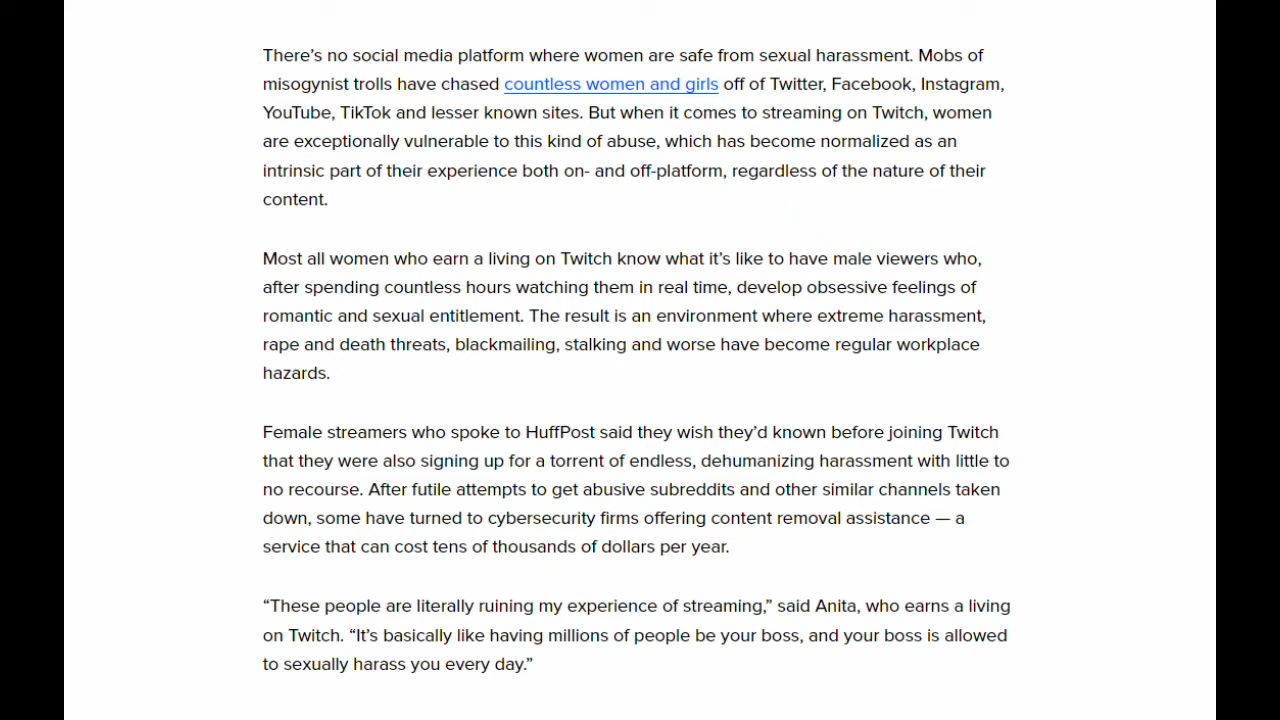 There’s no social media platform where women are safe from sexual harassment. Mobs of
misogynist trolls have chased countless women and girls off of Twitter, Facebook, Instagram,
YouTube, TikTok and lesser known sites. But when it comes to streaming on Twitch, women
are exceptionally vulnerable to this kind of abuse, which has become normalized as an
intrinsic part of their experience both on- and off-platform, regardless of the nature of their
content.
Most all women who earn a living on Twitch know what it’s like to have male viewers who,
after spending countless hours watching them in real time, develop obsessive feelings of
romantic and sexual entitlement. The result is an environment where extreme harassment,
rape and death threats, blackmailing, stalking and worse have become regular workplace
hazards.
Female streamers who spoke to HuffPost said they wish they’d known before joining Twitch
that they were also signing up for a torrent of endless, dehumanizing harassment with little to
no recourse. After futile attempts to get abusive subreddits and other similar channels taken
down, some have turned to cybersecurity firms offering content removal assistance — a
service that can cost tens of thousands of dollars per year.
“These people are literally ruining my experience of streaming,” said Anita, who earns a living
on Twitch. “It’s basically like having millions of people be your boss, and your boss is allowed
to sexually harass you every day.”